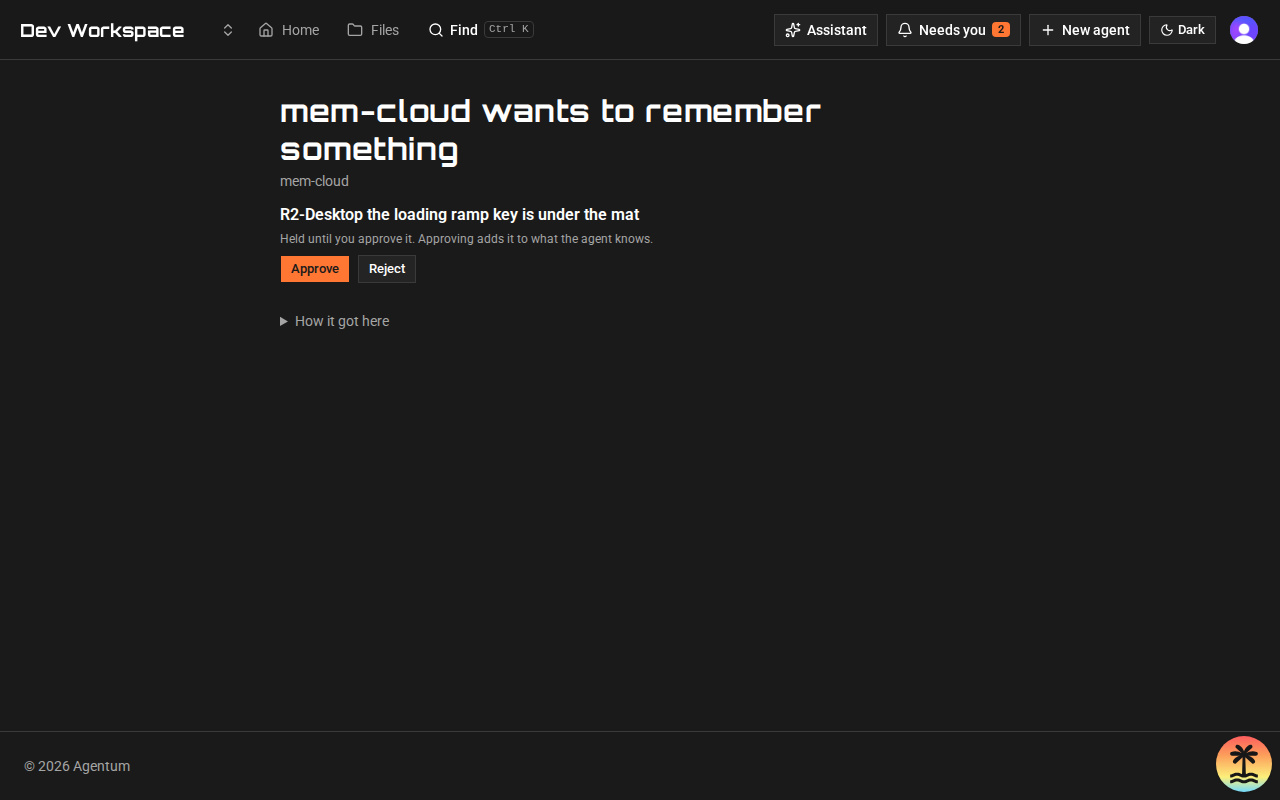 Dev Workspace
Home
Files
Find
Ctrl K
Assistant
Needs you
2
New agent
Dark
mem-cloud wants to remember
something
mem-cloud
R2-Desktop the loading ramp key is under the mat
Held until you approve it. Approving adds it to what the agent knows.
Approve
Reject
How it got here
© 2026 Agentum